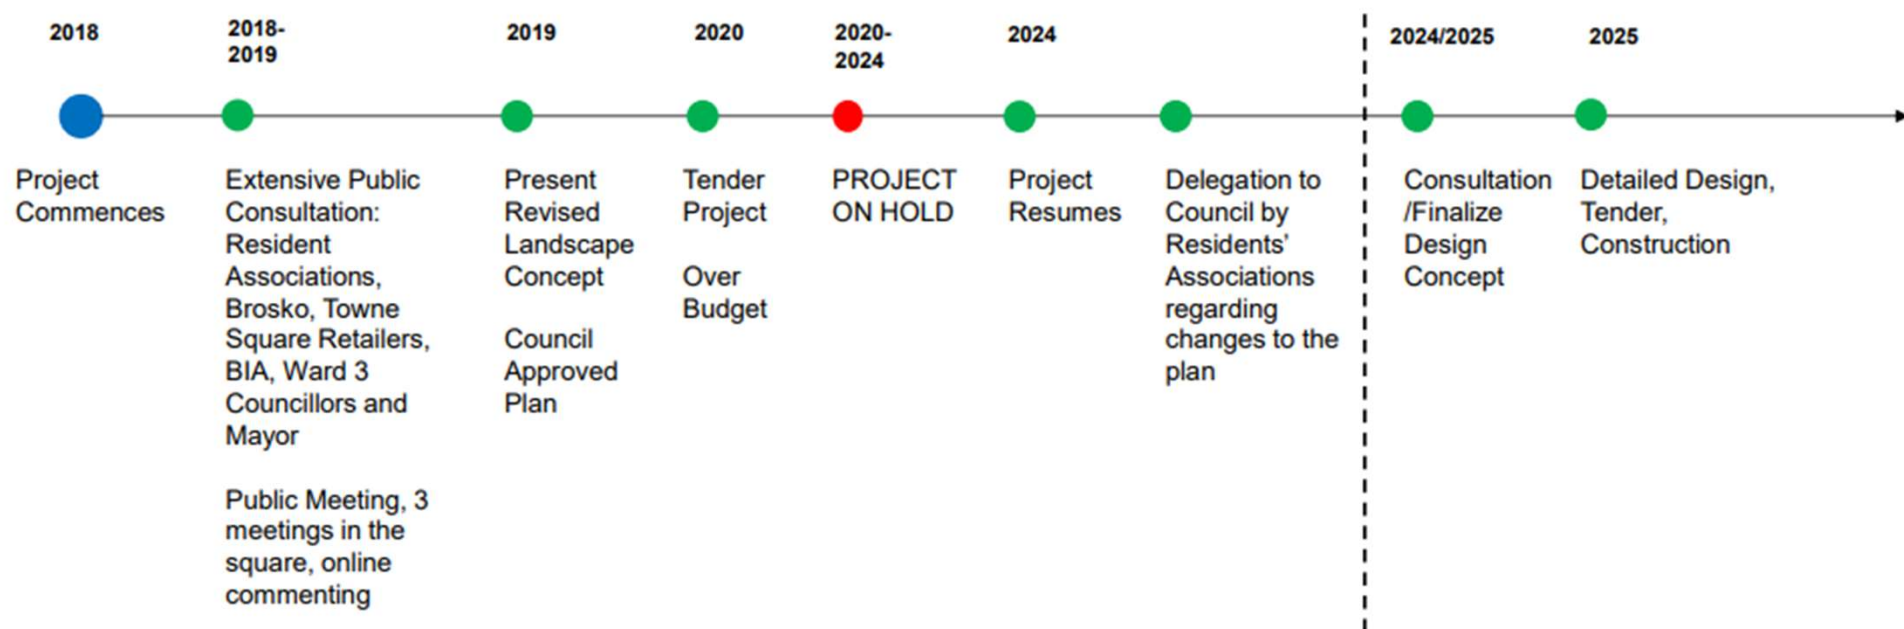 2018
2018-
2019
2019
2020
2020-
2024
2024
2024/2025
2025
Project
Commences
Extensive Public
Consultation:
Resident
Associations,
Brosko, Towne
Square Retailers,
BIA, Ward 3
Councillors and
Mayor
Public Meeting, 3
meetings in the
square, online
commenting
Present
Revised
Landscape
Concept
Council
Approved
Plan
Tender
Project
Over
Budget
PROJECT
ON HOLD
Project
Resumes
Delegation to
Council by
Residents'
Associations
regarding
changes to the
plan
Consultation
/Finalize
Design
Concept
Detailed Design,
Tender,
Construction